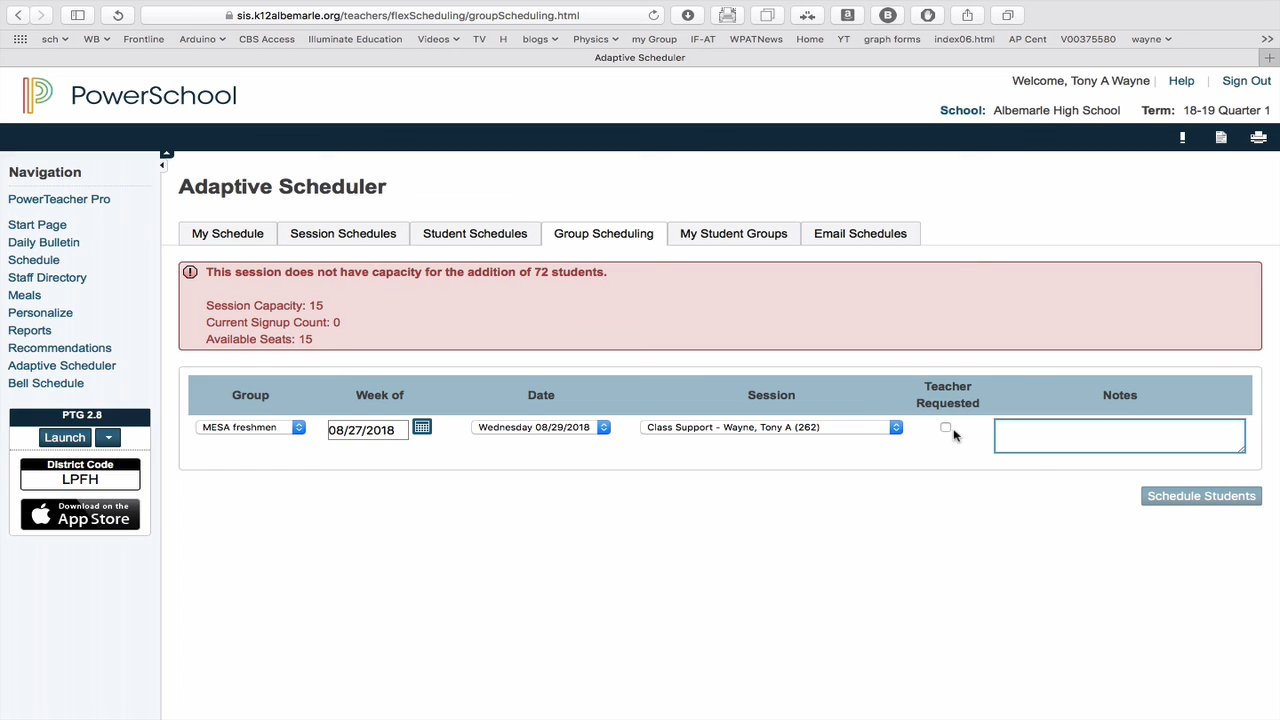 sis.k12albemarle.org/teachers/flexScheduling/groupScheduling.html
sch WB Frontline Arduino CBS Access Illuminate Education Videos TV H blogs Physics my Group IF-AT WPATNews Home YT graph forms index06.html AP Cent V00375580 wayne >>
Adaptive Scheduler
PowerSchool
Welcome, Tony A Wayne Help Sign Out
School: Albemarle High School Term: 18-19 Quarter 1
Navigation
PowerTeacher Pro
Start Page
Daily Bulletin
Schedule
Staff Directory
Meals
Personalize
Reports
Recommendations
Adaptive Scheduler
Bell Schedule
PTG 2.8
Launch
District Code
LPFH
Download on the
App Store
Adaptive Scheduler
My Schedule Session Schedules Student Schedules Group Scheduling My Student Groups Email Schedules
This session does not have capacity for the addition of 72 students.
Session Capacity: 15
Current Signup Count: 0
Available Seats: 15
Group Week of Date Session Teacher Requested Notes
MESA freshmen 08/27/2018 Wednesday 08/29/2018 Class Support - Wayne, Tony A (262)
Schedule Students